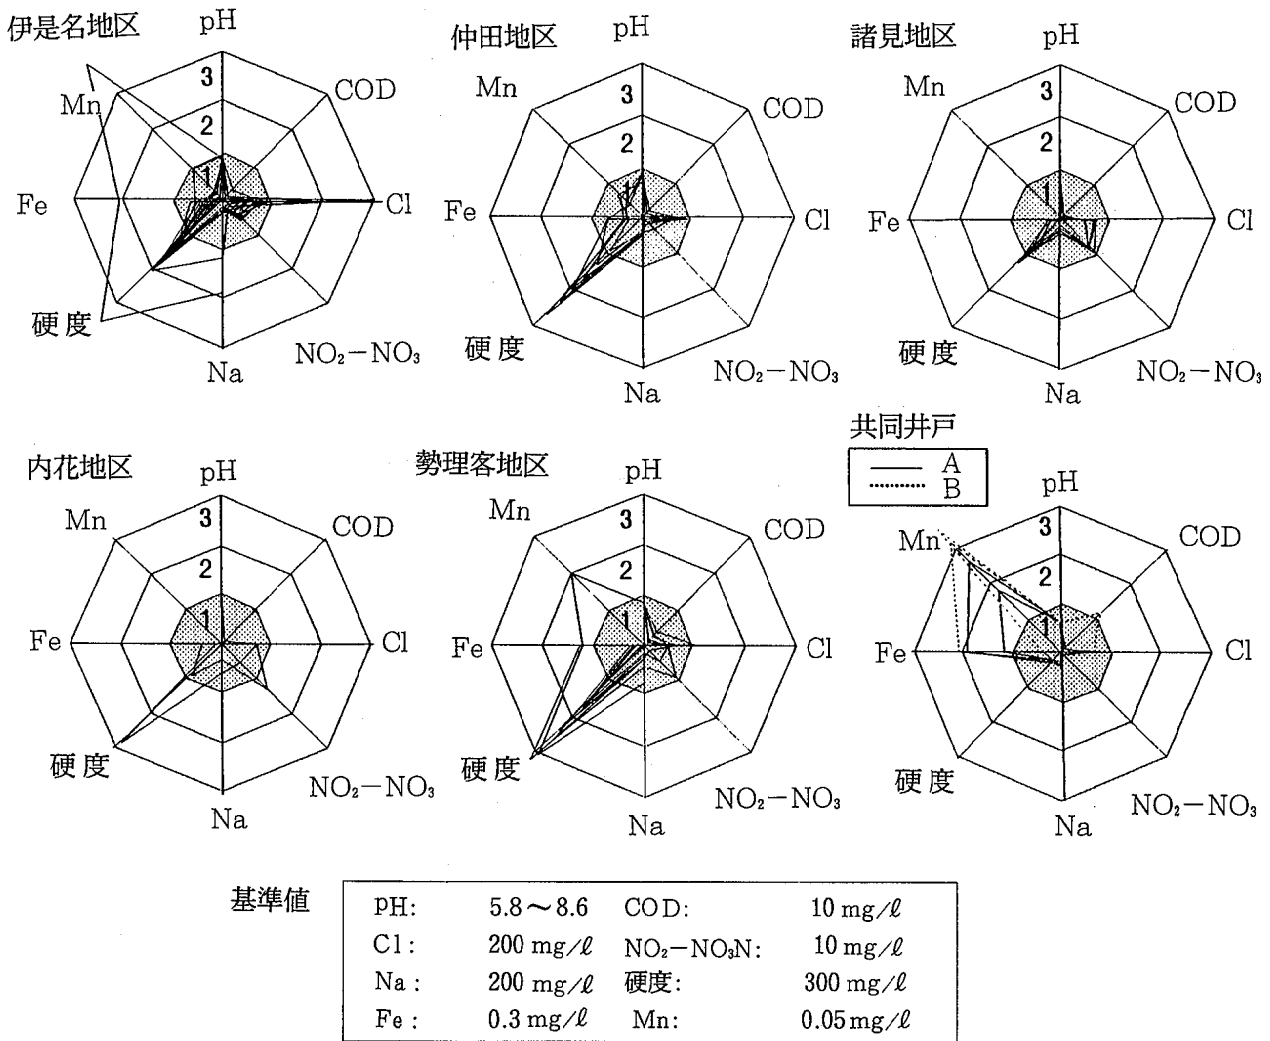 伊是名地区
pH
COD
Cl
NO₂−NO₃
Na
硬度
Fe
Mn
3
2
1
仲田地区
pH
COD
Cl
NO₂−NO₃
Na
硬度
Fe
Mn
3
2
1
諸見地区
pH
COD
Cl
NO₂−NO₃
Na
硬度
Fe
Mn
3
2
1
内花地区
pH
COD
Cl
NO₂−NO₃
Na
硬度
Fe
Mn
3
2
1
勢理客地区
pH
COD
Cl
NO₂−NO₃
Na
硬度
Fe
Mn
3
2
1
共同井戸
A
B
pH
COD
Cl
NO₂−NO₃
Na
硬度
Fe
Mn
3
2
1
基準値
pH: 5.8〜8.6 COD: 10 mg/ℓ
Cl: 200 mg/ℓ NO₂−NO₃N: 10 mg/ℓ
Na: 200 mg/ℓ 硬度: 300 mg/ℓ
Fe: 0.3 mg/ℓ Mn: 0.05 mg/ℓ